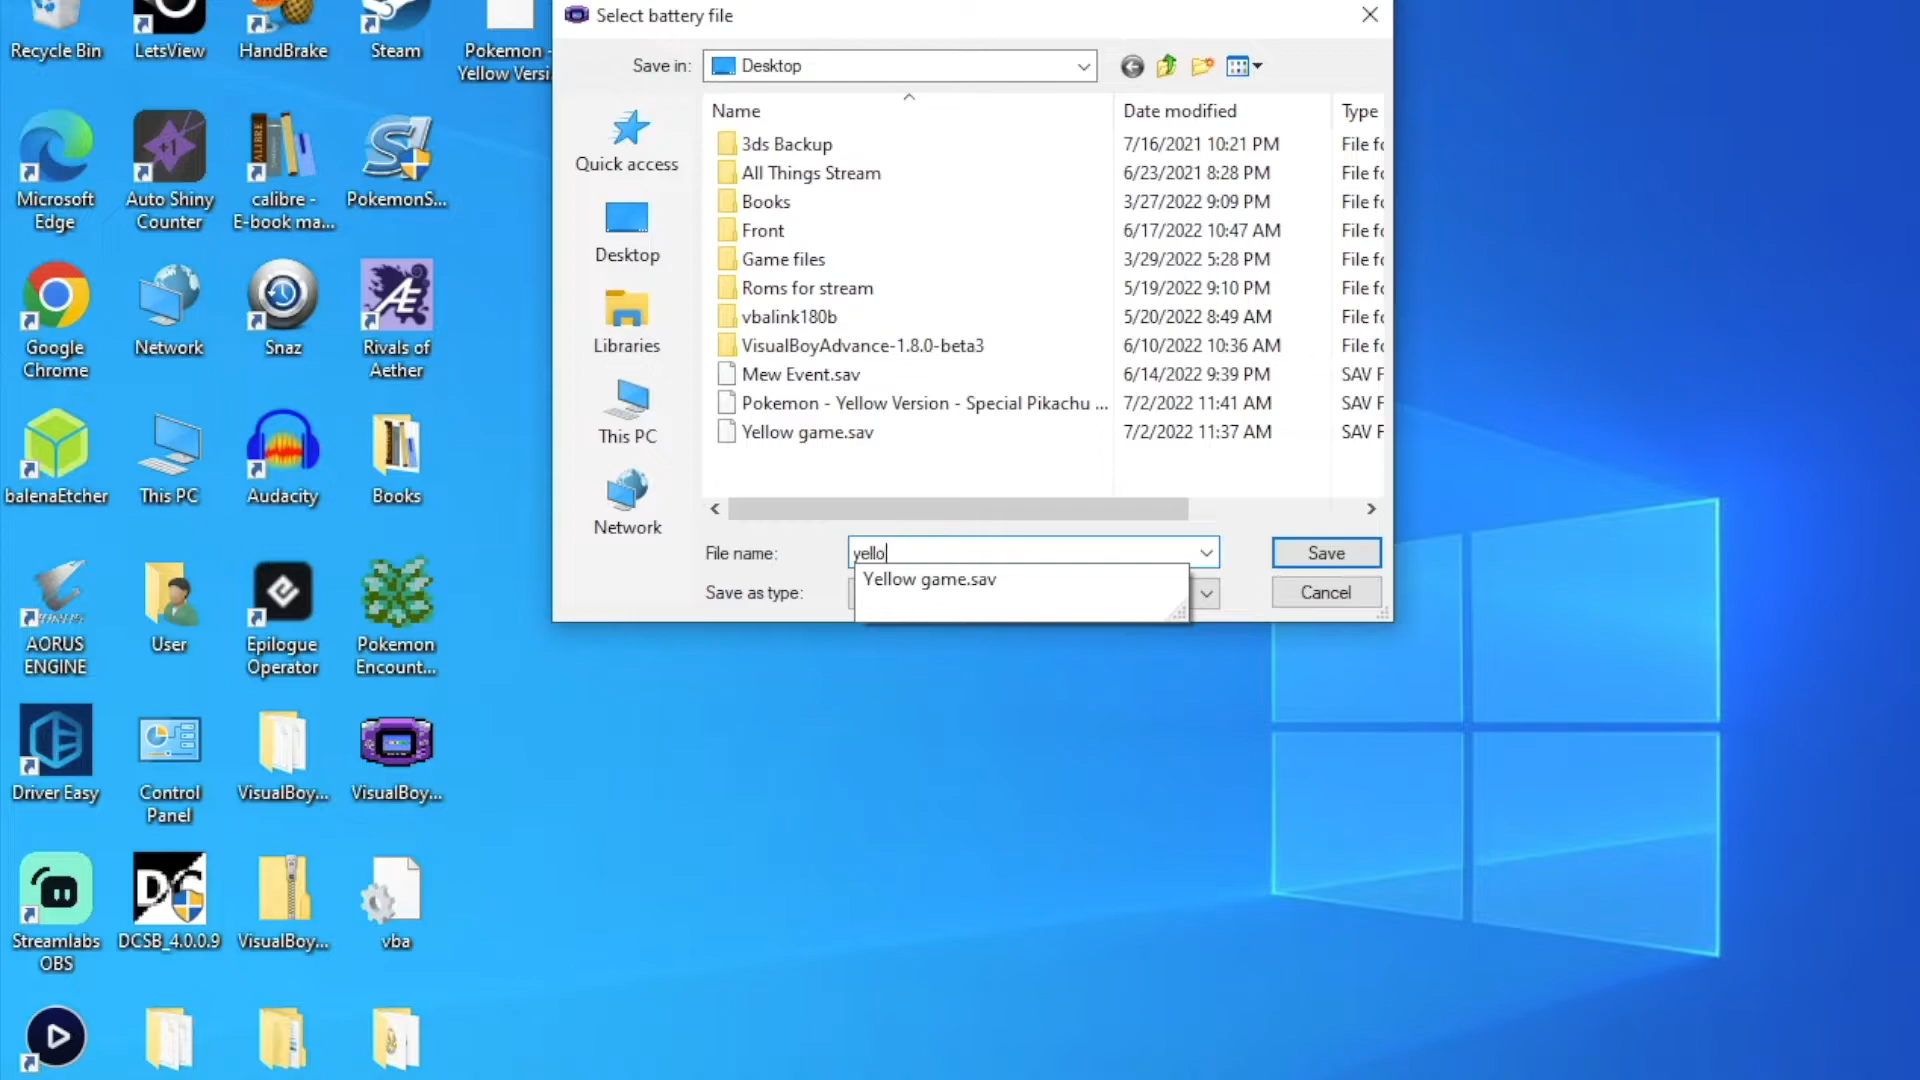 Recycle Bin
LetsView
HandBrake
Steam
Pokemon -
Yellow Versi...
Microsoft
Edge
Auto Shiny
Counter
calibre -
E-book ma...
PokemonS...
Google
Chrome
Network
Snaz
Rivals of
Aether
balenaEtcher
This PC
Audacity
Books
AORUS
ENGINE
User
Epilogue
Operator
Pokemon
Encount...
Driver Easy
Control
Panel
VisualBoy...
VisualBoy...
Streamlabs
OBS
DCSB_4.0.0.9
VisualBoy...
vba
Select battery file
Save in:
Desktop
Quick access
Desktop
Libraries
This PC
Network
Name Date modified Type
3ds Backup 7/16/2021 10:21 PM File fo
All Things Stream 6/23/2021 8:28 PM File fo
Books 3/27/2022 9:09 PM File fo
Front 6/17/2022 10:47 AM File fo
Game files 3/29/2022 5:28 PM File fo
Roms for stream 5/19/2022 9:10 PM File fo
vbalink180b 5/20/2022 8:49 AM File fo
VisualBoyAdvance-1.8.0-beta3 6/10/2022 10:36 AM File fo
Mew Event.sav 6/14/2022 9:39 PM SAV F
Pokemon - Yellow Version - Special Pikachu ... 7/2/2022 11:41 AM SAV F
Yellow game.sav 7/2/2022 11:37 AM SAV F
File name: yello Save
Yellow game.sav
Save as type: Cancel